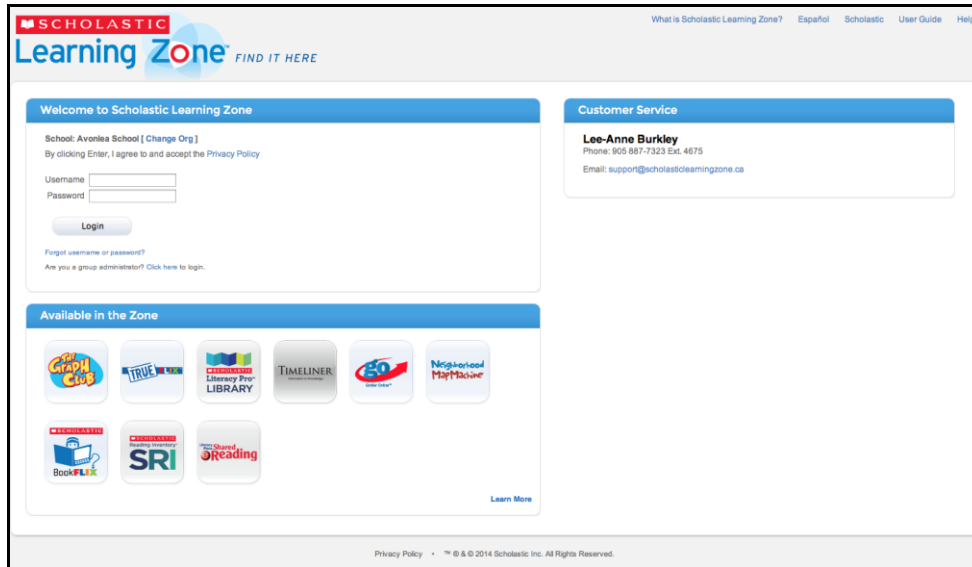 SCHOLASTIC
Learning Zone™ FIND IT HERE
What is Scholastic Learning Zone? Español Scholastic User Guide Help
Welcome to Scholastic Learning Zone
School: Avonlea School [ Change Org ]
By clicking Enter, I agree to and accept the Privacy Policy
Username
Password
Login
Forgot username or password?
Are you a group administrator? Click here to login.
Customer Service
Lee-Anne Burkley
Phone: 905 887-7323 Ext. 4675
Email: support@scholasticlearningzone.ca
Available in the Zone
The GRAPH CLUB
TRUEFLIX
SCHOLASTIC
Literacy Pro™
LIBRARY
TIMELINER
go
Neighborhood
MapMachine
SCHOLASTIC
BookFLIX
SCHOLASTIC
Reading Inventory
SRI
Shared
Reading
Learn More
Privacy Policy • ™ ® & © 2014 Scholastic Inc. All Rights Reserved.